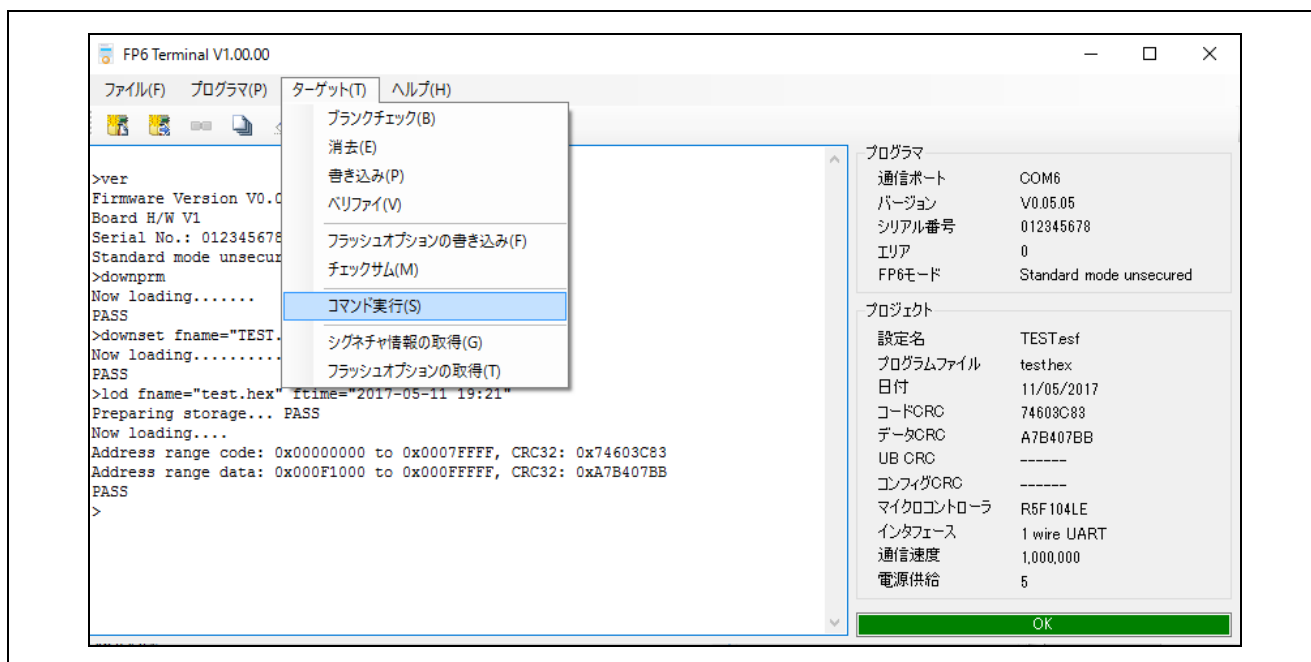 FP6 Terminal V1.00.00
ファイル(F) プログラマ(P) ターゲット(T) ヘルプ(H)
ブランクチェック(B)
消去(E)
書き込み(P)
ベリファイ(V)
フラッシュオプションの書き込み(F)
チェックサム(M)
コマンド実行(S)
シグネチャ情報の取得(G)
フラッシュオプションの取得(T)
>ver
Firmware Version V0.0
Board H/W V1
Serial No.: 012345678
Standard mode unsecur
>downprm
Now loading.......
PASS
>downset fname="TEST.
Now loading..........
PASS
>lod fname="test.hex" ftime="2017-05-11 19:21"
Preparing storage... PASS
Now loading....
Address range code: 0x00000000 to 0x0007FFFF, CRC32: 0x74603C83
Address range data: 0x000F1000 to 0x000FFFFF, CRC32: 0xA7B407BB
PASS
>
プログラマ
通信ポート COM6
バージョン V0.05.05
シリアル番号 012345678
エリア 0
FP6モード Standard mode unsecured
プロジェクト
設定名 TEST.esf
プログラムファイル test.hex
日付 11/05/2017
コードCRC 74603C83
データCRC A7B407BB
UB CRC ------
コンフィグCRC ------
マイクロコントローラ R5F104LE
インタフェース 1 wire UART
通信速度 1,000,000
電源供給 5
OK